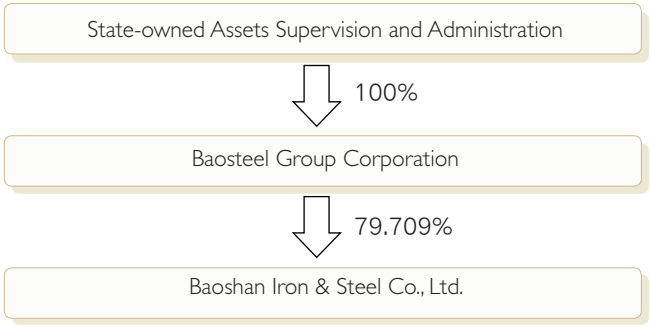 State-owned Assets Supervision and Administration
100%
Baosteel Group Corporation
79.709%
Baoshan Iron & Steel Co., Ltd.